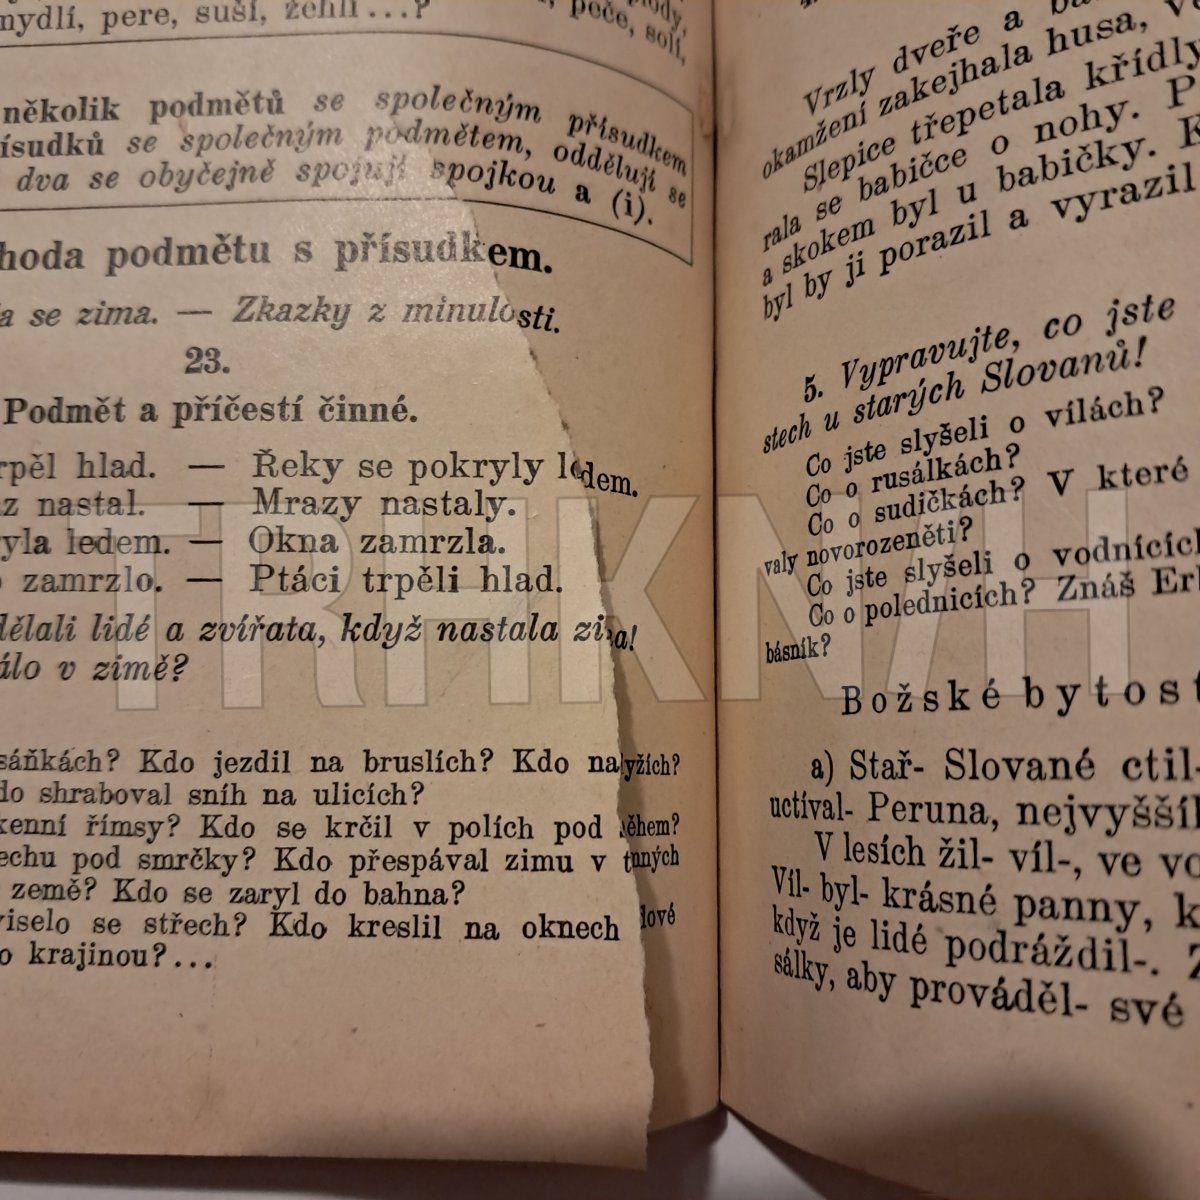 mydlí, pere, suší, žehlí...?
peče, solí,
několik podmětů se společným přísudkem
ísudků se společným podmětem, oddělují se
dva se obyčejně spojují spojkou a (i).
hoda podmětu s přísudkem.
a se zima. — Zkazky z minulosti.
23.
Podmět a příčestí činné.
rpěl hlad. — Řeky se pokryly ledem.
z nastal. — Mrazy nastaly.
yla ledem. — Okna zamrzla.
o zamrzlo. — Ptáci trpěli hlad.
dělali lidé a zvířata, když nastala zima!
álo v zimě?
sáňkách? Kdo jezdil na bruslích? Kdo na lyžích?
do shraboval sníh na ulicích?
kenní římsy? Kdo se krčil v polích pod
echu pod smrčky? Kdo přespával zimu v
země? Kdo se zaryl do bahna?
viselo se střech? Kdo kreslil na oknech
o krajinou?...
Vrzly dveře a
okamžení zakejhala husa,
Slepice třepetala křídly
rala se babičce o nohy. P
a skokem byl u babičky. K
byl by ji porazil a vyrazil
5. Vypravujte, co jste
stech u starých Slovanů!
Co jste slyšeli o vílách?
Co o rusálkách?
Co o sudičkách? V které
valy novorozeněti?
Co jste slyšeli o vodnících
Co o polednicích? Znáš Er
básník?
Božské bytost
a) Stař- Slované ctil-
uctíval- Peruna, nejvyšší
V lesích žil- víl-, ve vo
Víl- byl- krásné panny, k
když je lidé podráždil-. Z
sálky, aby prováděl- své
TRHKNIH